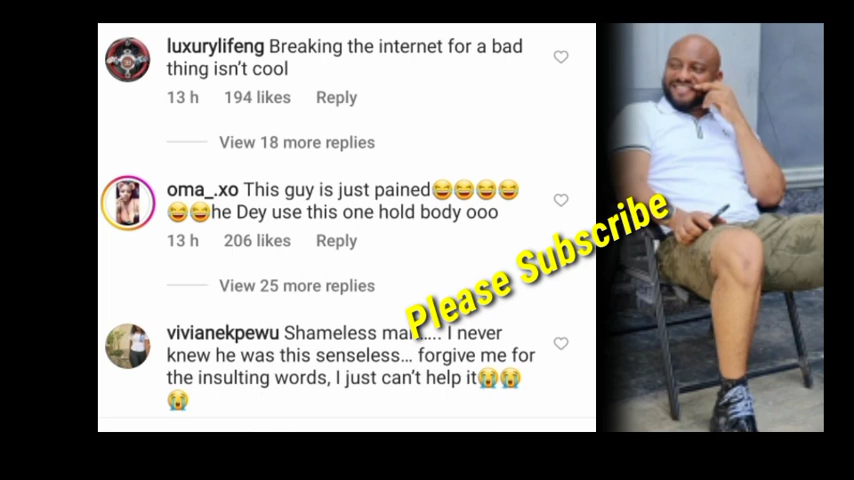 luxurylifeng Breaking the internet for a bad
thing isn't cool
13 h 194 likes Reply
View 18 more replies
oma_.xo This guy is just pained😆😆😆😆
😆😆he Dey use this one hold body ooo
13 h 206 likes Reply
View 25 more replies
Please Subscribe
vivianekpewu Shameless ma.... I never
knew he was this senseless... forgive me for
the insulting words, I just can't help it😭😭
😭